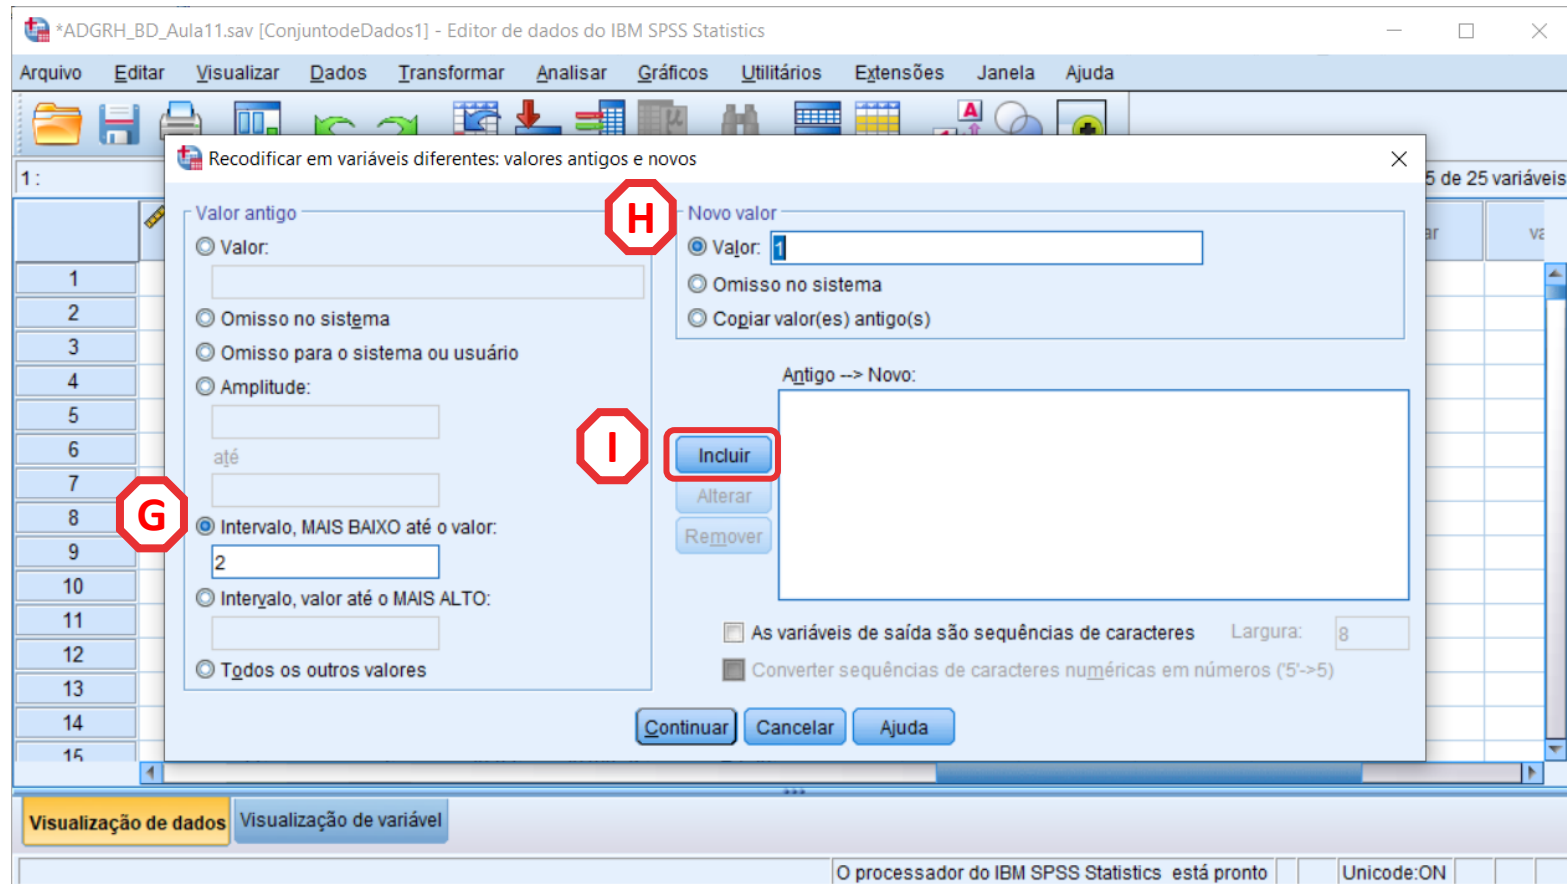 *ADGRH_BD_Aula11.sav [ConjuntodeDados1] - Editor de dados do IBM SPSS Statistics
Arquivo Editar Visualizar Dados Transformar Analisar Gráficos Utilitários Extensões Janela Ajuda
Recodificar em variáveis diferentes: valores antigos e novos
1 :
5 de 25 variáveis
H
Valor antigo
Valor:
Omisso no sistema
Omisso para o sistema ou usuário
Amplitude:
até
G
Intervalo, MAIS BAIXO até o valor:
2
Intervalo, valor até o MAIS ALTO:
Todos os outros valores
Novo valor
Valor: 1
Omisso no sistema
Copiar valor(es) antigo(s)
Antigo --> Novo:
I
Incluir
Alterar
Remover
As variáveis de saída são sequências de caracteres Largura: 8
Converter sequências de caracteres numéricas em números ('5'->5)
Continuar Cancelar Ajuda
ar
va
1
2
3
4
5
6
7
8
9
10
11
12
13
14
15
Visualização de dados Visualização de variável
O processador do IBM SPSS Statistics está pronto Unicode:ON